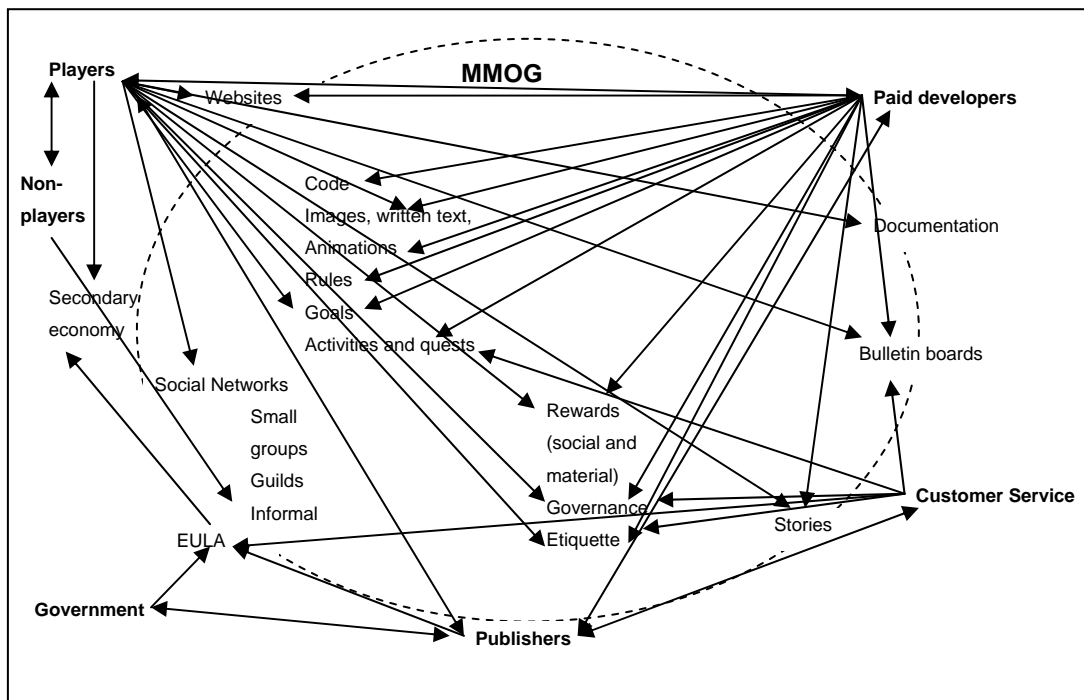 MMOG
Players
Websites
Paid developers
Non-
players
Code
Images, written text,
Documentation
Animations
Rules
Secondary
economy
Goals
Activities and quests
Bulletin boards
Social Networks
Small
groups
Guilds
Informal
Rewards
(social and
material)
Governance
Etiquette
Customer Service
Stories
EULA
Government
Publishers